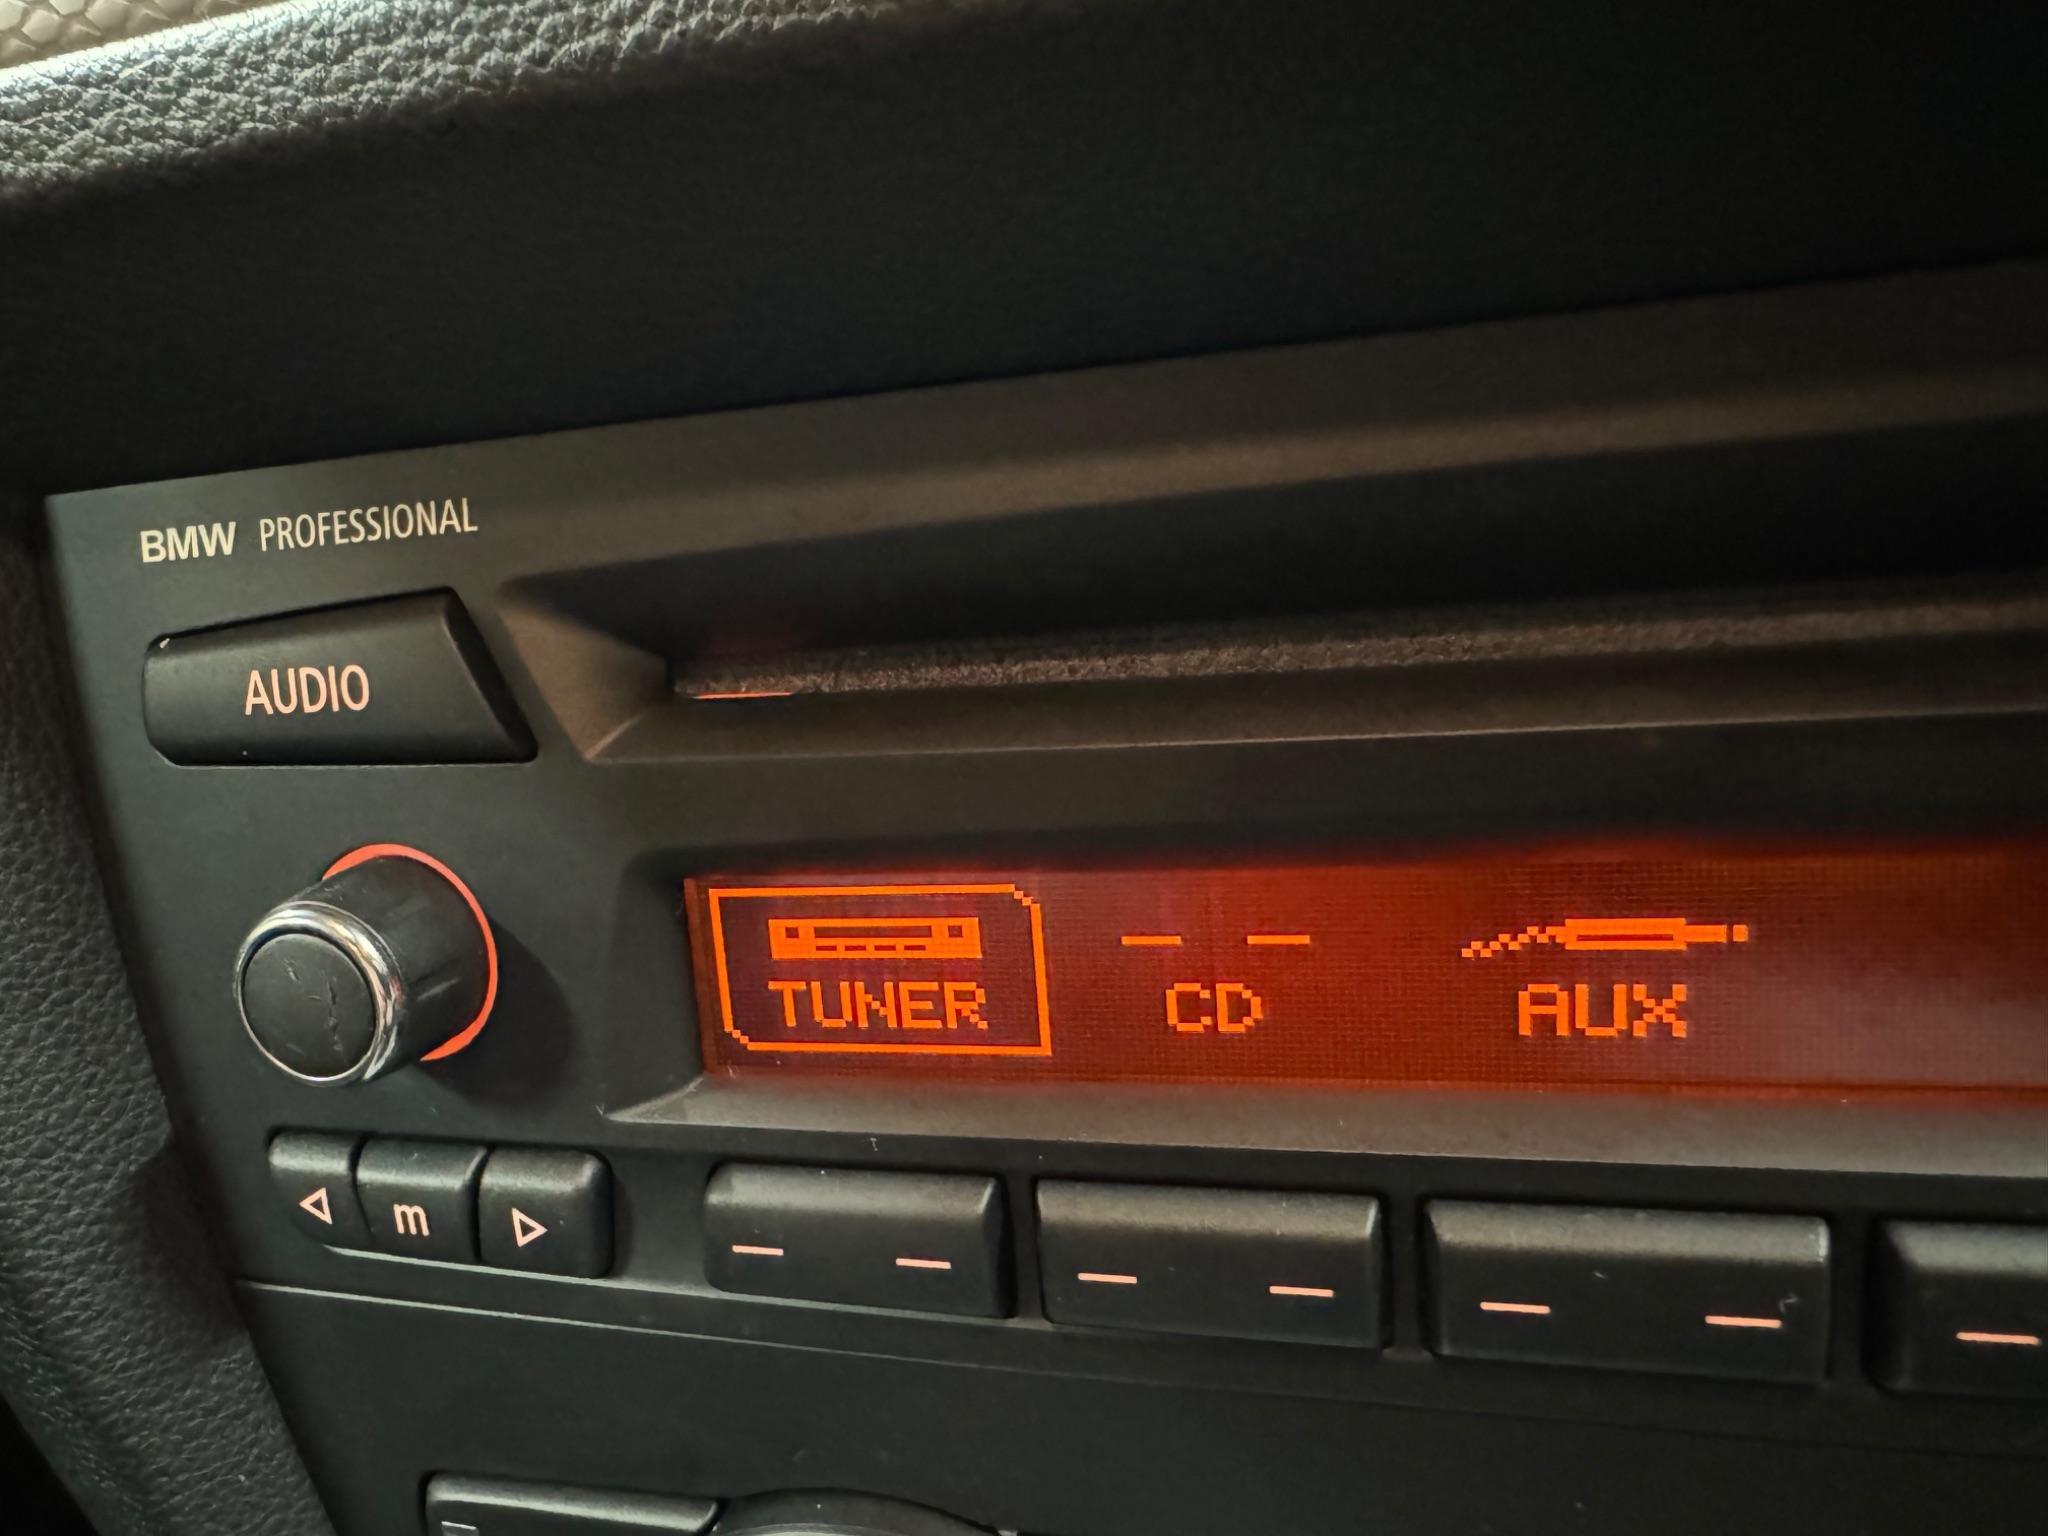 BMW PROFESSIONAL
AUDIO
TUNER
CD
AUX
m